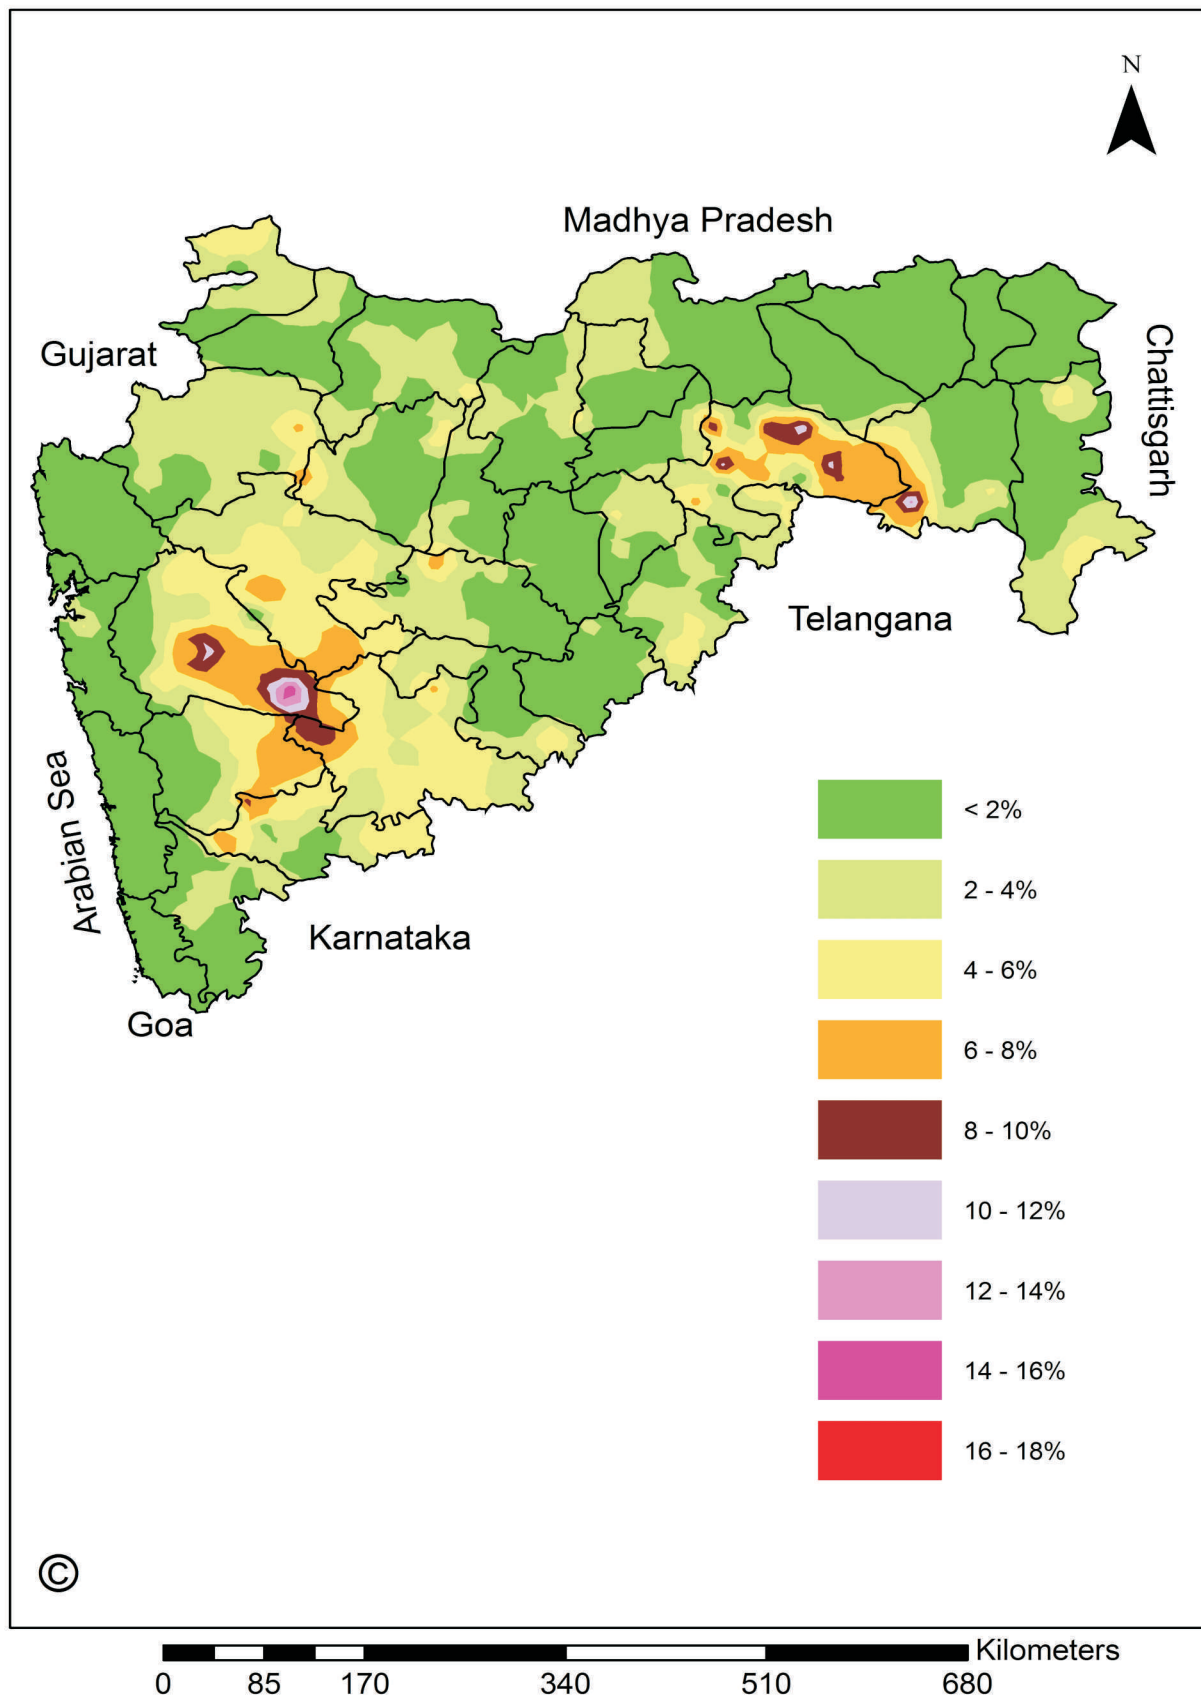 N
Madhya Pradesh
Gujarat
Chattisgarh
Telangana
Arabian Sea
Karnataka
Goa
< 2%
2 - 4%
4 - 6%
6 - 8%
8 - 10%
10 - 12%
12 - 14%
14 - 16%
16 - 18%
©
Kilometers
0 85 170 340 510 680